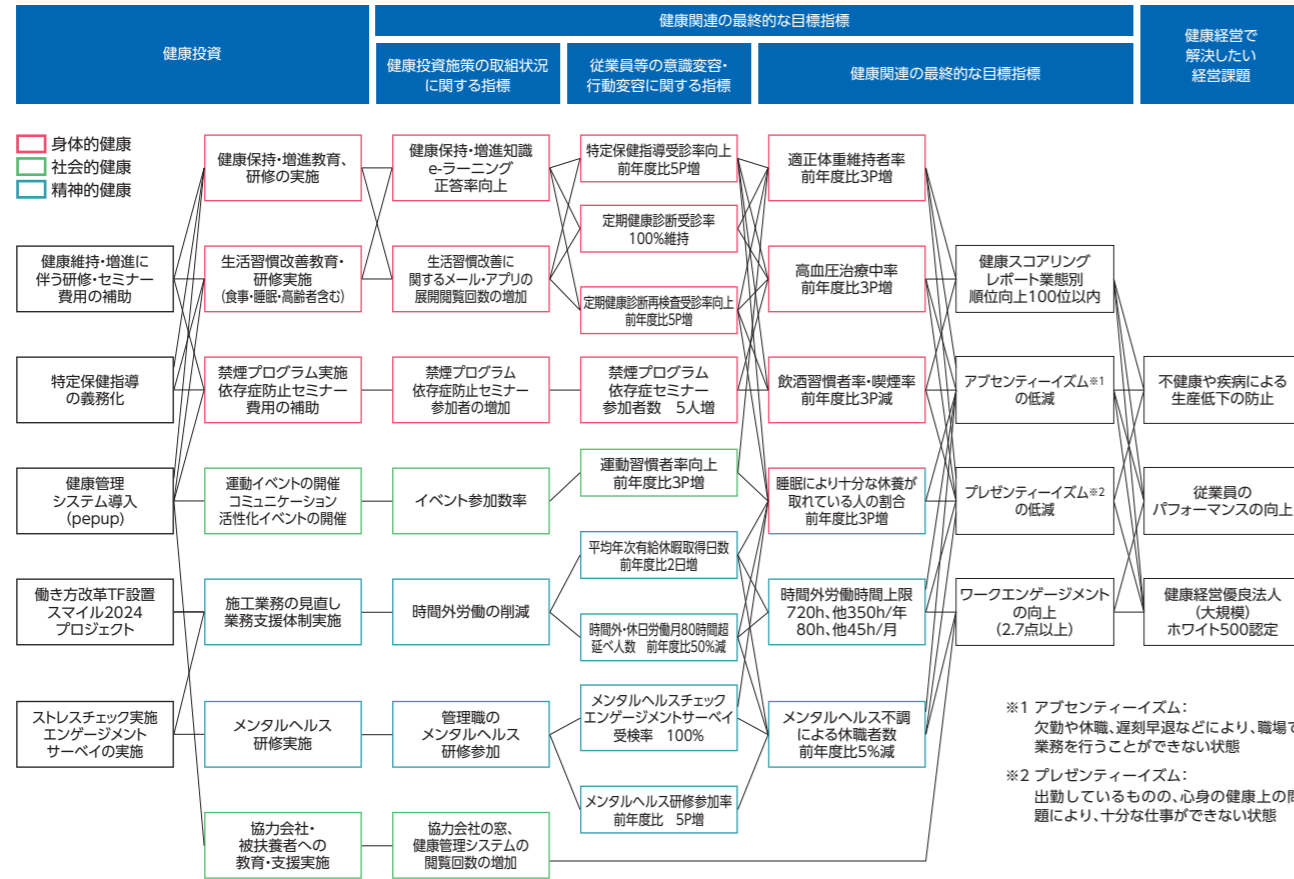 健康投資
健康関連の最終的な目標指標
健康投資施策の取組状況
に関する指標
従業員等の意識変容・
行動変容に関する指標
健康関連の最終的な目標指標
健康経営で
解決したい
経営課題
身体的健康
社会的健康
精神的健康
健康維持・増進に
伴う研修・セミナー
費用の補助
特定保健指導
の義務化
健康管理
システム導入
(pepup)
働き方改革TF設置
スマイル2024
プロジェクト
ストレスチェック実施
エンゲージメント
サーベイの実施
健康保持・増進教育、
研修の実施
生活習慣改善教育・
研修実施
(食事・睡眠・高齢者含む)
禁煙プログラム実施
依存症防止セミナー
費用の補助
運動イベントの開催
コミュニケーション
活性化イベントの開催
施工業務の見直し
業務支援体制実施
メンタルヘルス
研修実施
協力会社・
被扶養者への
教育・支援実施
健康保持・増進知識
e-ラーニング
正答率向上
生活習慣改善に
関するメール・アプリの
展開閲覧回数の増加
禁煙プログラム
依存症防止セミナー
参加者の増加
イベント参加数率
時間外労働の削減
管理職の
メンタルヘルス
研修参加
協力会社の窓、
健康管理システムの
閲覧回数の増加
特定保健指導受診率向上
前年度比5P増
定期健康診断受診率
100%維持
定期健康診断再検査受診率向上
前年度比5P増
禁煙プログラム
依存症セミナー
参加者数 5人増
運動習慣者率向上
前年度比3P増
平均年次有給休暇取得日数
前年度比2日増
時間外・休日労働月80時間超
延べ人数 前年度比50%減
メンタルヘルスチェック
エンゲージメントサーベイ
受検率 100%
メンタルヘルス研修参加率
前年度比 5P増
適正体重維持者率
前年度比3P増
高血圧治療中率
前年度比3P増
飲酒習慣者率・喫煙率
前年度比3P減
睡眠により十分な休養が
取れている人の割合
前年度比3P増
時間外労働時間上限
720h、他350h/年
80h、他45h/月
メンタルヘルス不調
による休職者数
前年度比5%減
健康スコアリング
レポート業態別
順位向上100位以内
アブセンティーイズム※1
の低減
プレゼンティーイズム※2
の低減
ワークエンゲージメント
の向上
(2.7点以上)
不健康や疾病による
生産低下の防止
従業員の
パフォーマンスの向上
健康経営優良法人
(大規模)
ホワイト500認定
※1 アブセンティーイズム:
欠勤や休職、遅刻早退などにより、職場で
業務を行うことができない状態
※2 プレゼンティーイズム:
出勤しているものの、心身の健康上の問
題により、十分な仕事ができない状態